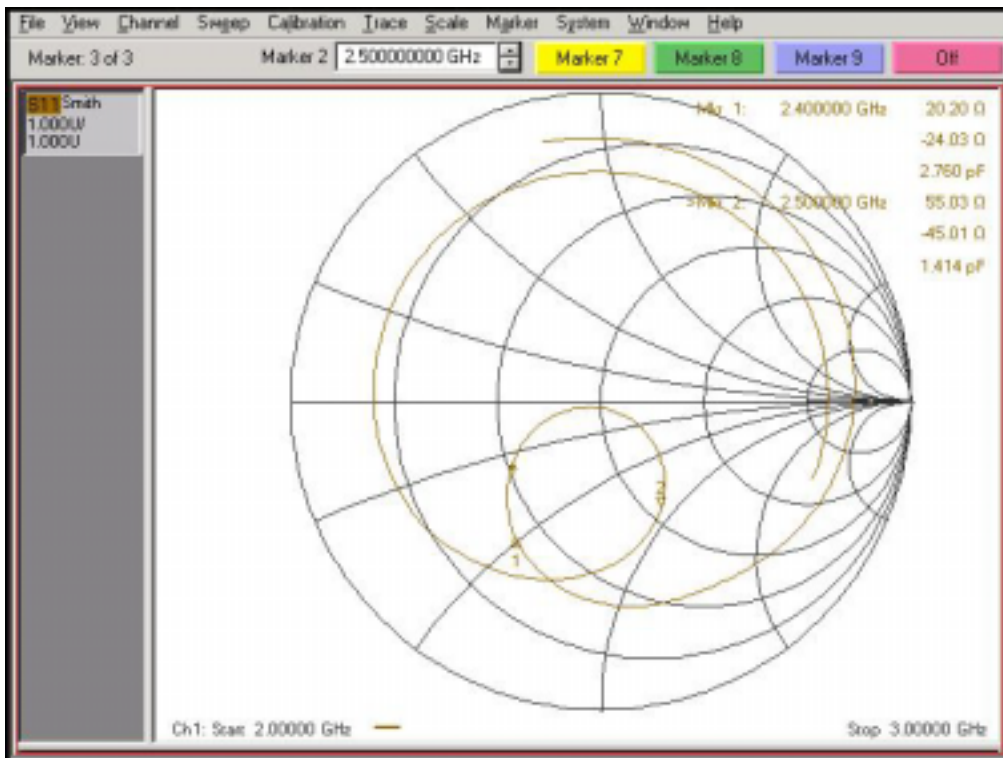 File View Channel Sweep Calibration Trace Scale Marker System Window Help
Marker: 3 of 3 Marker 2 2.500000000 GHz Marker 7 Marker 8 Marker 9 Off
S11 Smith
1.000U/
1.000U
Mkr 1: 2.400000 GHz 20.20 Ω
-24.03 Ω
2.760 pF
>Mkr 2: 2.500000 GHz 55.03 Ω
-45.01 Ω
1.414 pF
2
1
Ch1: Start 2.00000 GHz Stop 3.00000 GHz